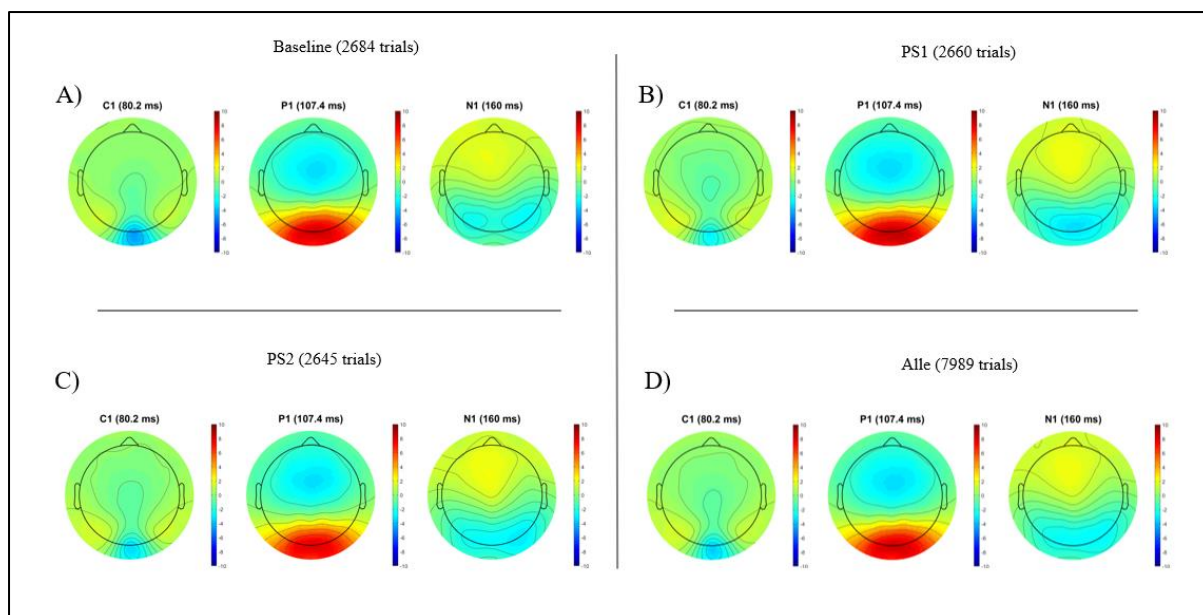 Baseline (2684 trials)
A)
C1 (80.2 ms) P1 (107.4 ms) N1 (160 ms)
PS1 (2660 trials)
B)
C1 (80.2 ms) P1 (107.4 ms) N1 (160 ms)
PS2 (2645 trials)
C)
C1 (80.2 ms) P1 (107.4 ms) N1 (160 ms)
Alle (7989 trials)
D)
C1 (80.2 ms) P1 (107.4 ms) N1 (160 ms)